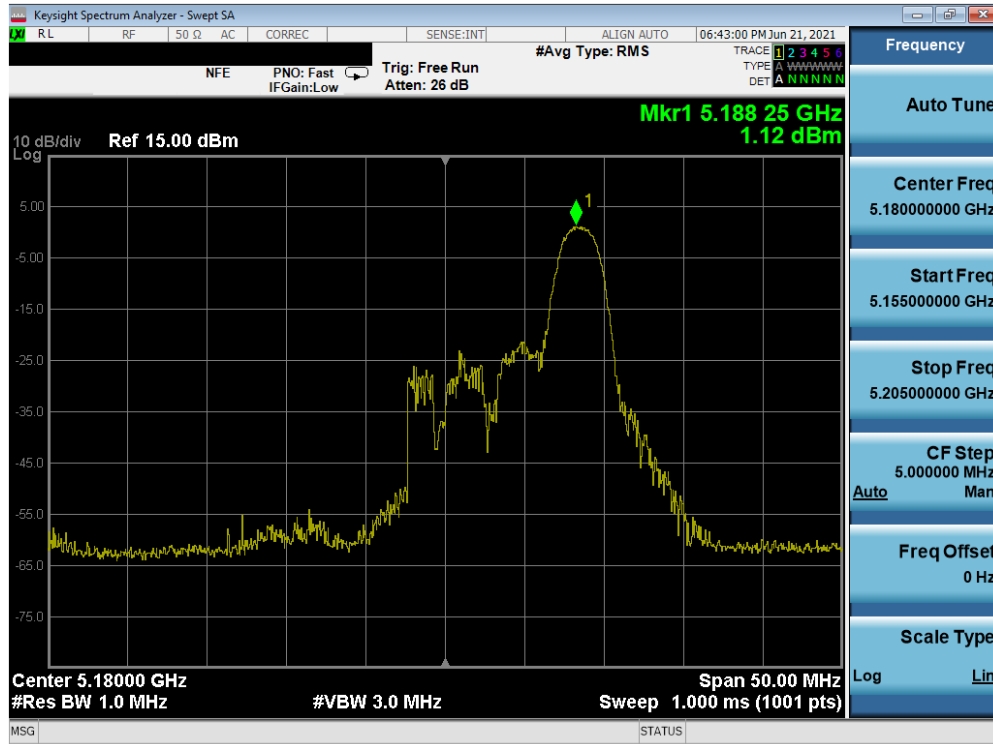 Keysight Spectrum Analyzer - Swept SA
LXI RL RF 50 Ω AC CORREC SENSE:INT ALIGN AUTO 06:43:00 PM Jun 21, 2021
#Avg Type: RMS TRACE 1 2 3 4 5 6
NFE PNO: Fast Trig: Free Run TYPE A WWWWW
IFGain:Low Atten: 26 dB DET A N N N N N
Mkr1 5.188 25 GHz
10 dB/div Ref 15.00 dBm 1.12 dBm
Log
1
5.00
-5.00
-15.0
-25.0
-35.0
-45.0
-55.0
-65.0
-75.0
Center 5.18000 GHz Span 50.00 MHz
#Res BW 1.0 MHz #VBW 3.0 MHz Sweep 1.000 ms (1001 pts)
MSG STATUS
Frequency
Auto Tune
Center Freq
5.180000000 GHz
Start Freq
5.155000000 GHz
Stop Freq
5.205000000 GHz
CF Step
5.000000 MHz
Auto Man
Freq Offset
0 Hz
Scale Type
Log Lin